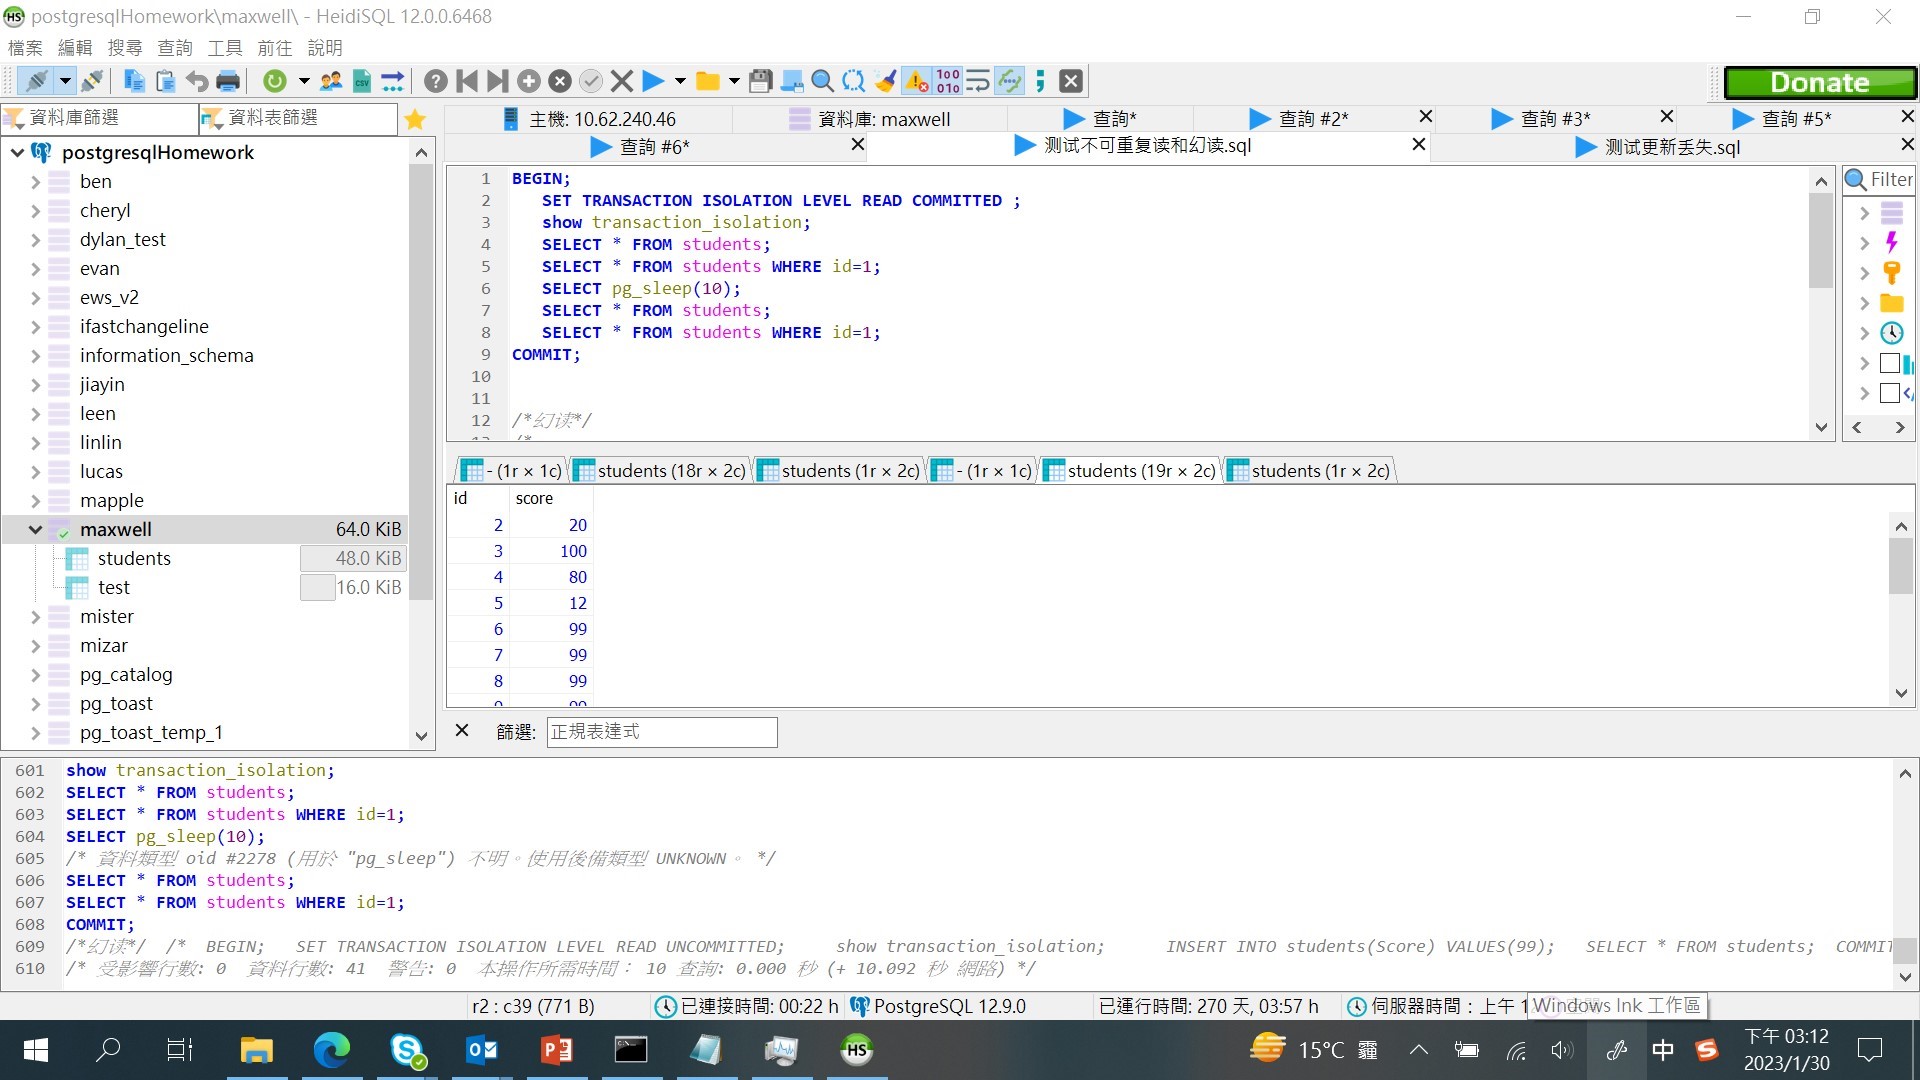 postgresqlHomework\maxwell\ - HeidiSQL 12.0.0.6468
檔案 編輯 搜尋 查詢 工具 前往 說明
Donate
資料庫篩選 資料表篩選
主機: 10.62.240.46 資料庫: maxwell 查詢* 查詢 #2* 查詢 #3* 查詢 #5*
查詢 #6* 测试不可重复读和幻读.sql 测试更新丢失.sql
postgresqlHomework
ben
cheryl
dylan_test
evan
ews_v2
ifastchangeline
information_schema
jiayin
leen
linlin
lucas
mapple
maxwell 64.0 KiB
students 48.0 KiB
test 16.0 KiB
mister
mizar
pg_catalog
pg_toast
pg_toast_temp_1
1 BEGIN;
2 SET TRANSACTION ISOLATION LEVEL READ COMMITTED ;
3 show transaction_isolation;
4 SELECT * FROM students;
5 SELECT * FROM students WHERE id=1;
6 SELECT pg_sleep(10);
7 SELECT * FROM students;
8 SELECT * FROM students WHERE id=1;
9 COMMIT;
10
11
12 /*幻读*/
Filter
- (1r × 1c) students (18r × 2c) students (1r × 2c) - (1r × 1c) students (19r × 2c) students (1r × 2c)
id score
2 20
3 100
4 80
5 12
6 99
7 99
8 99
篩選: 正規表達式
601 show transaction_isolation;
602 SELECT * FROM students;
603 SELECT * FROM students WHERE id=1;
604 SELECT pg_sleep(10);
605 /* 資料類型 oid #2278 (用於 "pg_sleep") 不明。使用後備類型 UNKNOWN。 */
606 SELECT * FROM students;
607 SELECT * FROM students WHERE id=1;
608 COMMIT;
609 /*幻读*/ /* BEGIN; SET TRANSACTION ISOLATION LEVEL READ UNCOMMITTED; show transaction_isolation; INSERT INTO students(Score) VALUES(99); SELECT * FROM students; COMMIT
610 /* 受影響行數: 0 資料行數: 41 警告: 0 本操作所需時間： 10 查詢: 0.000 秒 (+ 10.092 秒 網路) */
r2 : c39 (771 B) 已連接時間: 00:22 h PostgreSQL 12.9.0 已運行時間: 270 天, 03:57 h 伺服器時間：上午 1
Windows Ink 工作區
15°C 霾 中 下午 03:12
2023/1/30